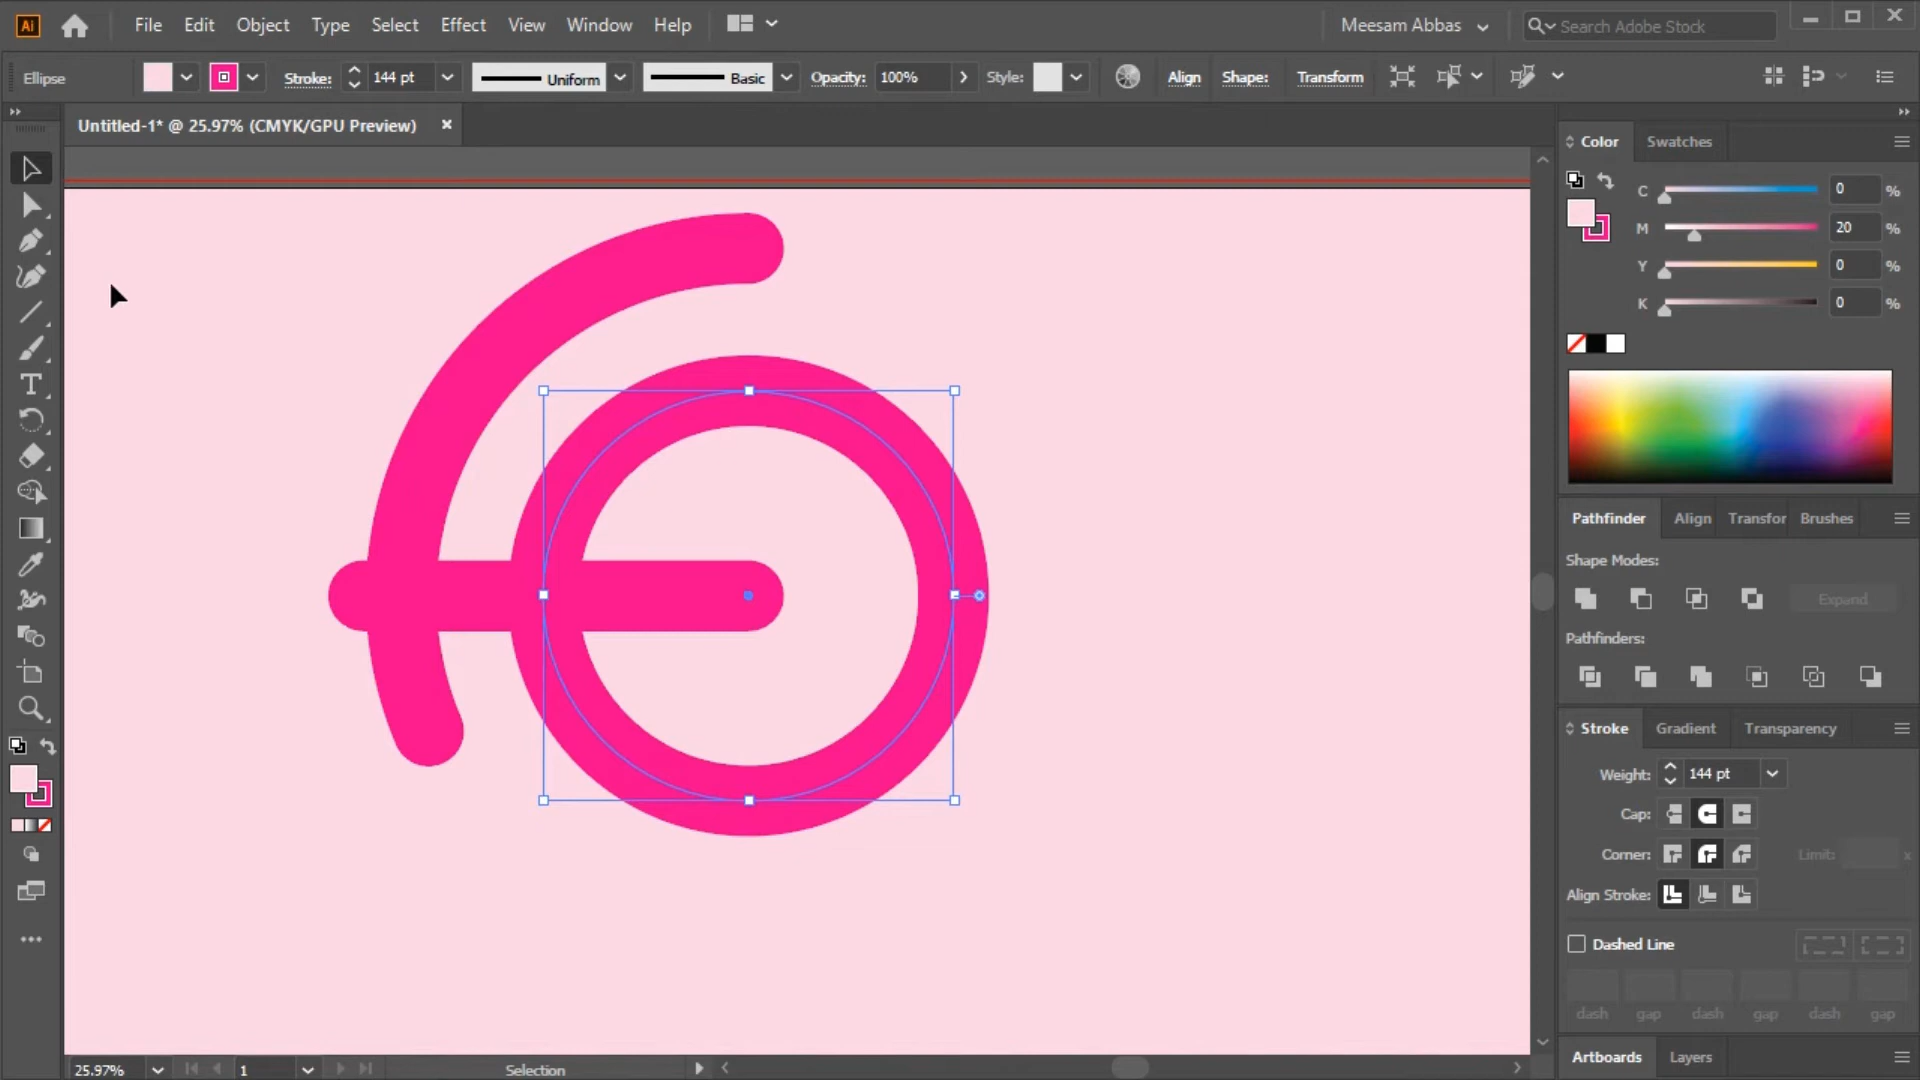 Ai File Edit Object Type Select Effect View Window Help Meesam Abbas Search Adobe Stock
Ellipse Stroke: 144 pt Uniform Basic Opacity: 100% Style: Align Shape: Transform
Untitled-1* @ 25.97% (CMYK/GPU Preview) ×
Color Swatches
C 0 %
M 20 %
Y 0 %
K 0 %
Pathfinder Align Transfor Brushes
Shape Modes:
Expand
Pathfinders:
Stroke Gradient Transparency
Weight: 144 pt
Cap:
Corner: Limit: x
Align Stroke:
Dashed Line
dash gap dash gap dash gap
Artboards Layers
25.97% 1 Selection